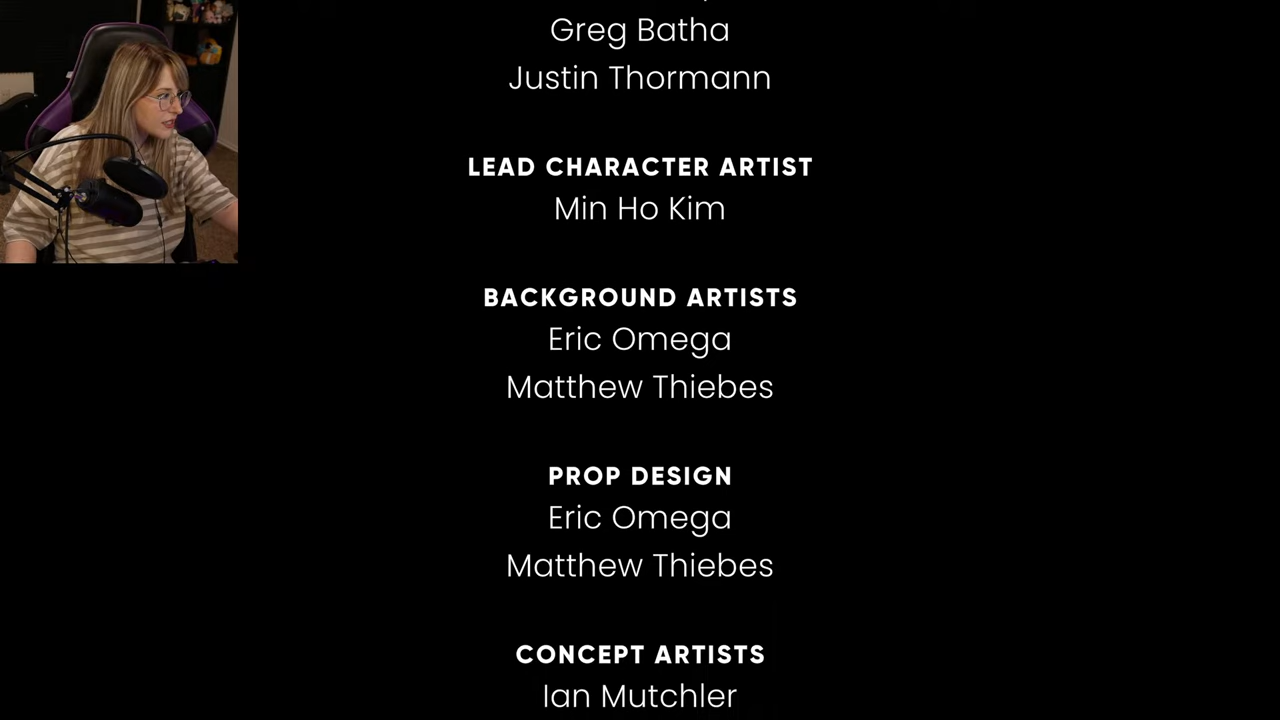 Greg Batha
Justin Thormann
LEAD CHARACTER ARTIST
Min Ho Kim
BACKGROUND ARTISTS
Eric Omega
Matthew Thiebes
PROP DESIGN
Eric Omega
Matthew Thiebes
CONCEPT ARTISTS
Ian Mutchler